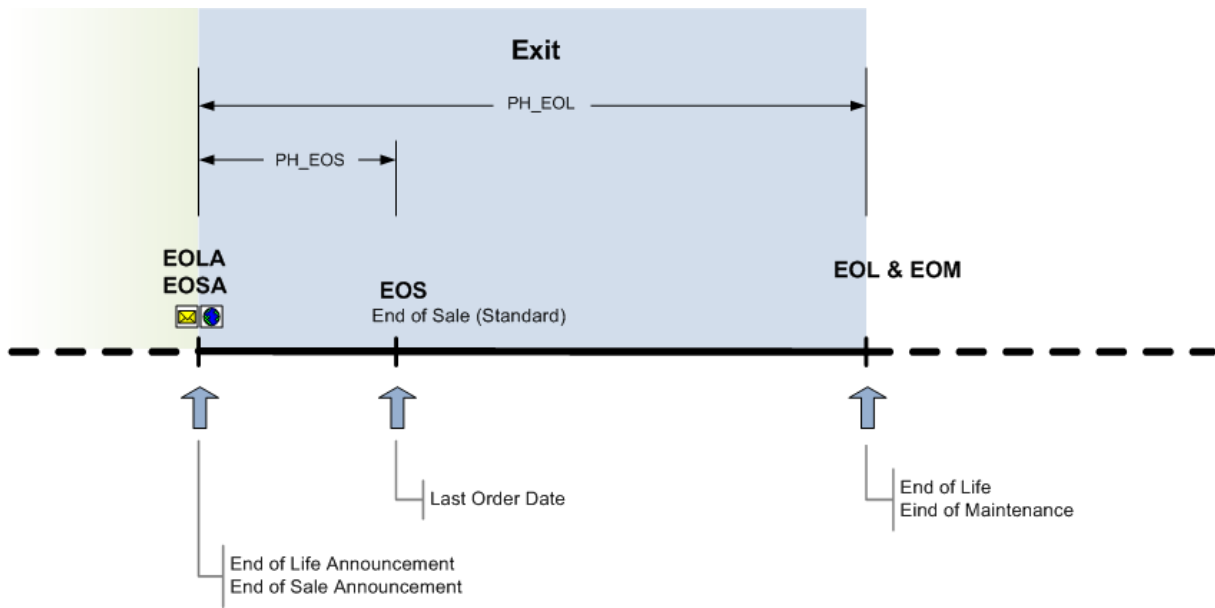 Exit
PH_EOL
PH_EOS
EOLA
EOSA
EOS
End of Sale (Standard)
EOL & EOM
Last Order Date
End of Life
Eind of Maintenance
End of Life Announcement
End of Sale Announcement